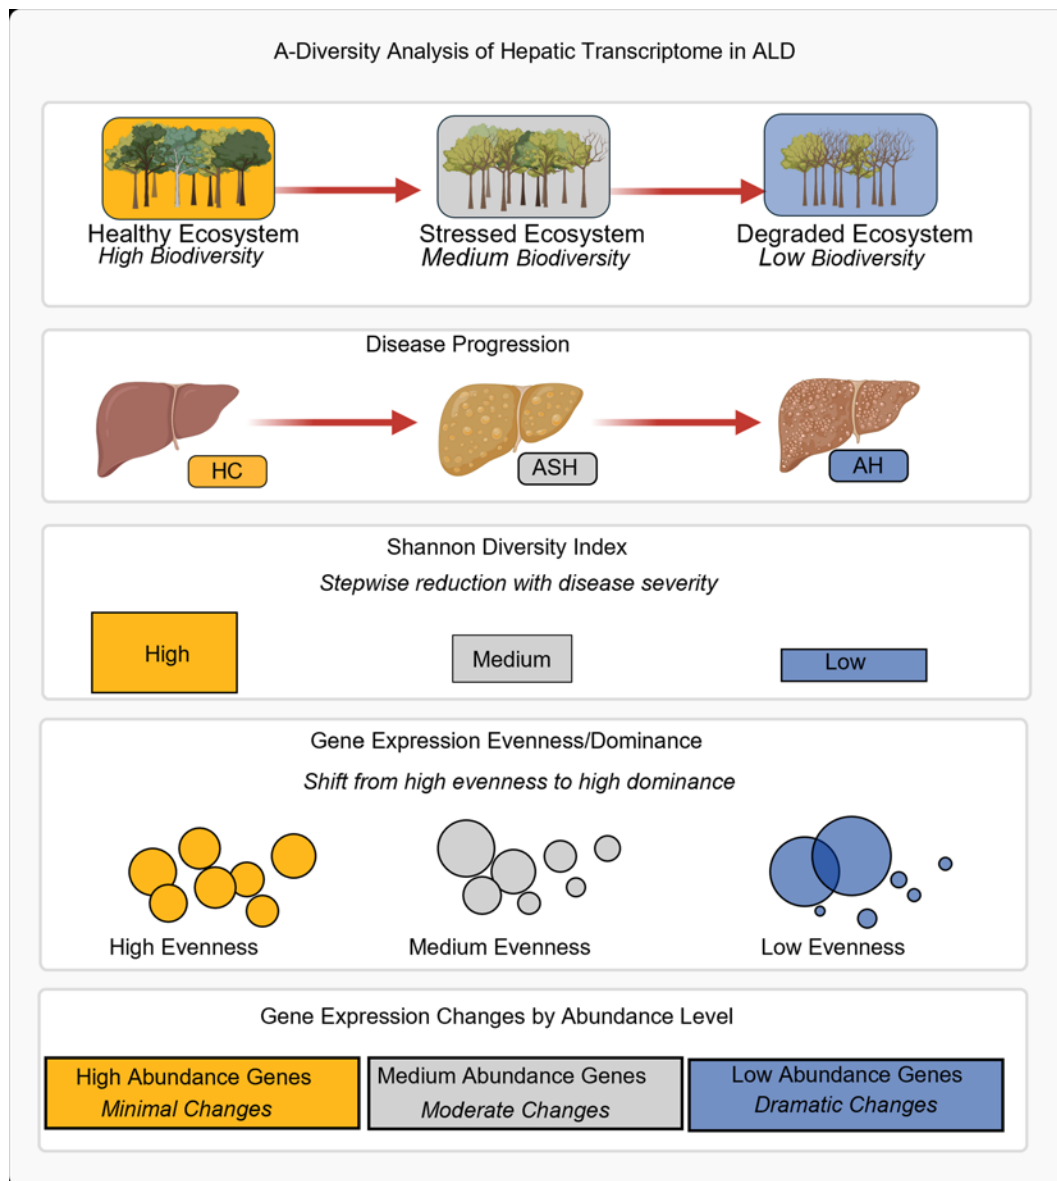 A-Diversity Analysis of Hepatic Transcriptome in ALD
Healthy Ecosystem
High Biodiversity
Stressed Ecosystem
Medium Biodiversity
Degraded Ecosystem
Low Biodiversity
Disease Progression
HC
ASH
AH
Shannon Diversity Index
Stepwise reduction with disease severity
High
Medium
Low
Gene Expression Evenness/Dominance
Shift from high evenness to high dominance
High Evenness
Medium Evenness
Low Evenness
Gene Expression Changes by Abundance Level
High Abundance Genes
Minimal Changes
Medium Abundance Genes
Moderate Changes
Low Abundance Genes
Dramatic Changes